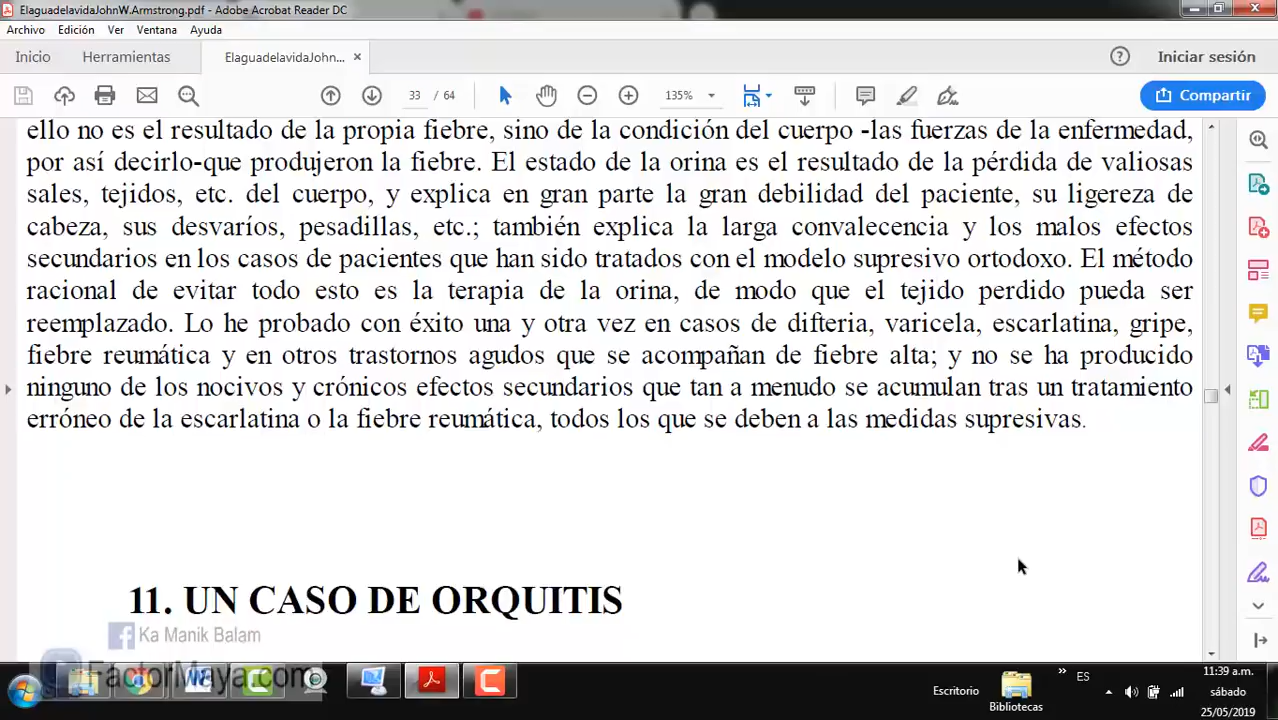 ElaguadelavidaJohnW.Armstrong.pdf - Adobe Acrobat Reader DC
Archivo Edición Ver Ventana Ayuda
Inicio Herramientas ElaguadelavidaJohn... × Iniciar sesión
33 / 64 135% Compartir
ello no es el resultado de la propia fiebre, sino de la condición del cuerpo -las fuerzas de la enfermedad,
por así decirlo-que produjeron la fiebre. El estado de la orina es el resultado de la pérdida de valiosas
sales, tejidos, etc. del cuerpo, y explica en gran parte la gran debilidad del paciente, su ligereza de
cabeza, sus desvaríos, pesadillas, etc.; también explica la larga convalecencia y los malos efectos
secundarios en los casos de pacientes que han sido tratados con el modelo supresivo ortodoxo. El método
racional de evitar todo esto es la terapia de la orina, de modo que el tejido perdido pueda ser
reemplazado. Lo he probado con éxito una y otra vez en casos de difteria, varicela, escarlatina, gripe,
fiebre reumática y en otros trastornos agudos que se acompañan de fiebre alta; y no se ha producido
ninguno de los nocivos y crónicos efectos secundarios que tan a menudo se acumulan tras un tratamiento
erróneo de la escarlatina o la fiebre reumática, todos los que se deben a las medidas supresivas.
11. UN CASO DE ORQUITIS
Ka Manik Balam
FactorMaya.com
Escritorio
Bibliotecas
» ES
11:39 a.m.
sábado
25/05/2019